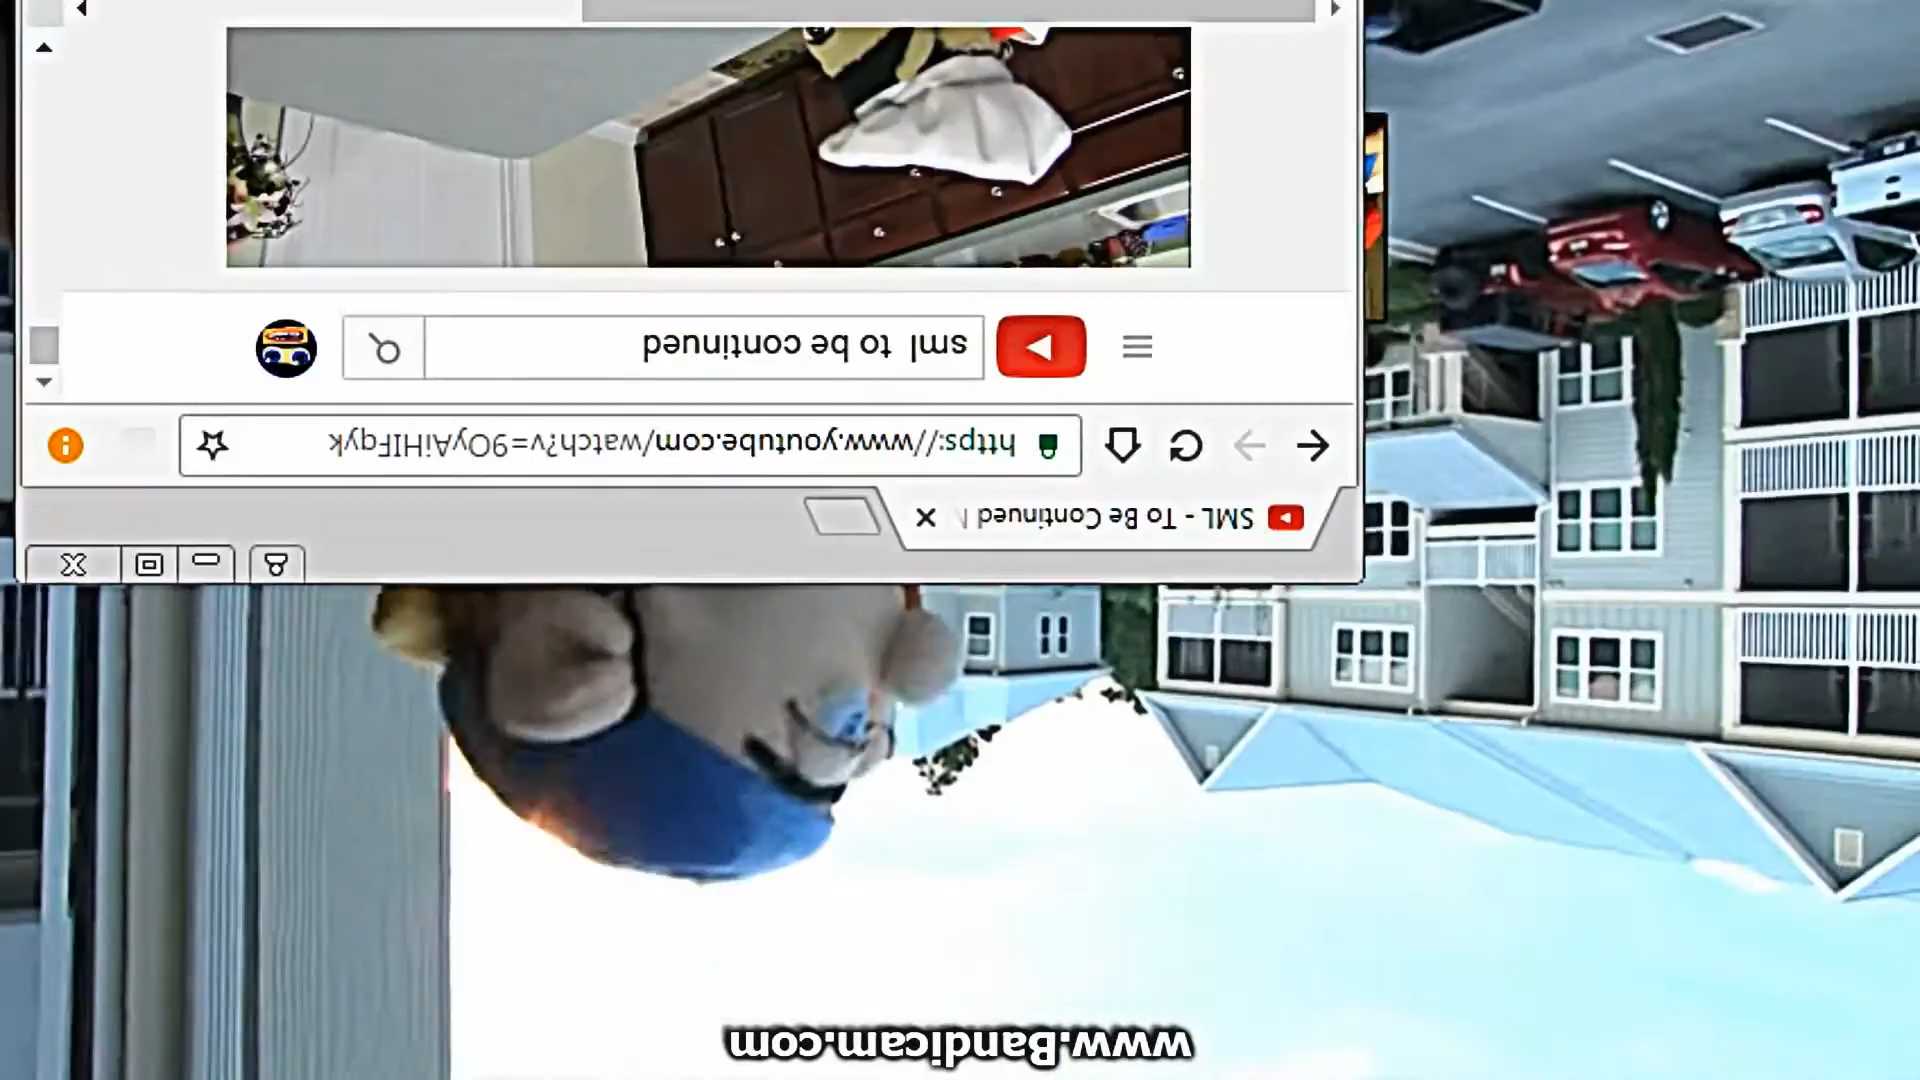 www.Bandicam.com
SML - To Be Continued
https://www.youtube.com/watch?v=9OyAiHIFqyk
sml to be continued